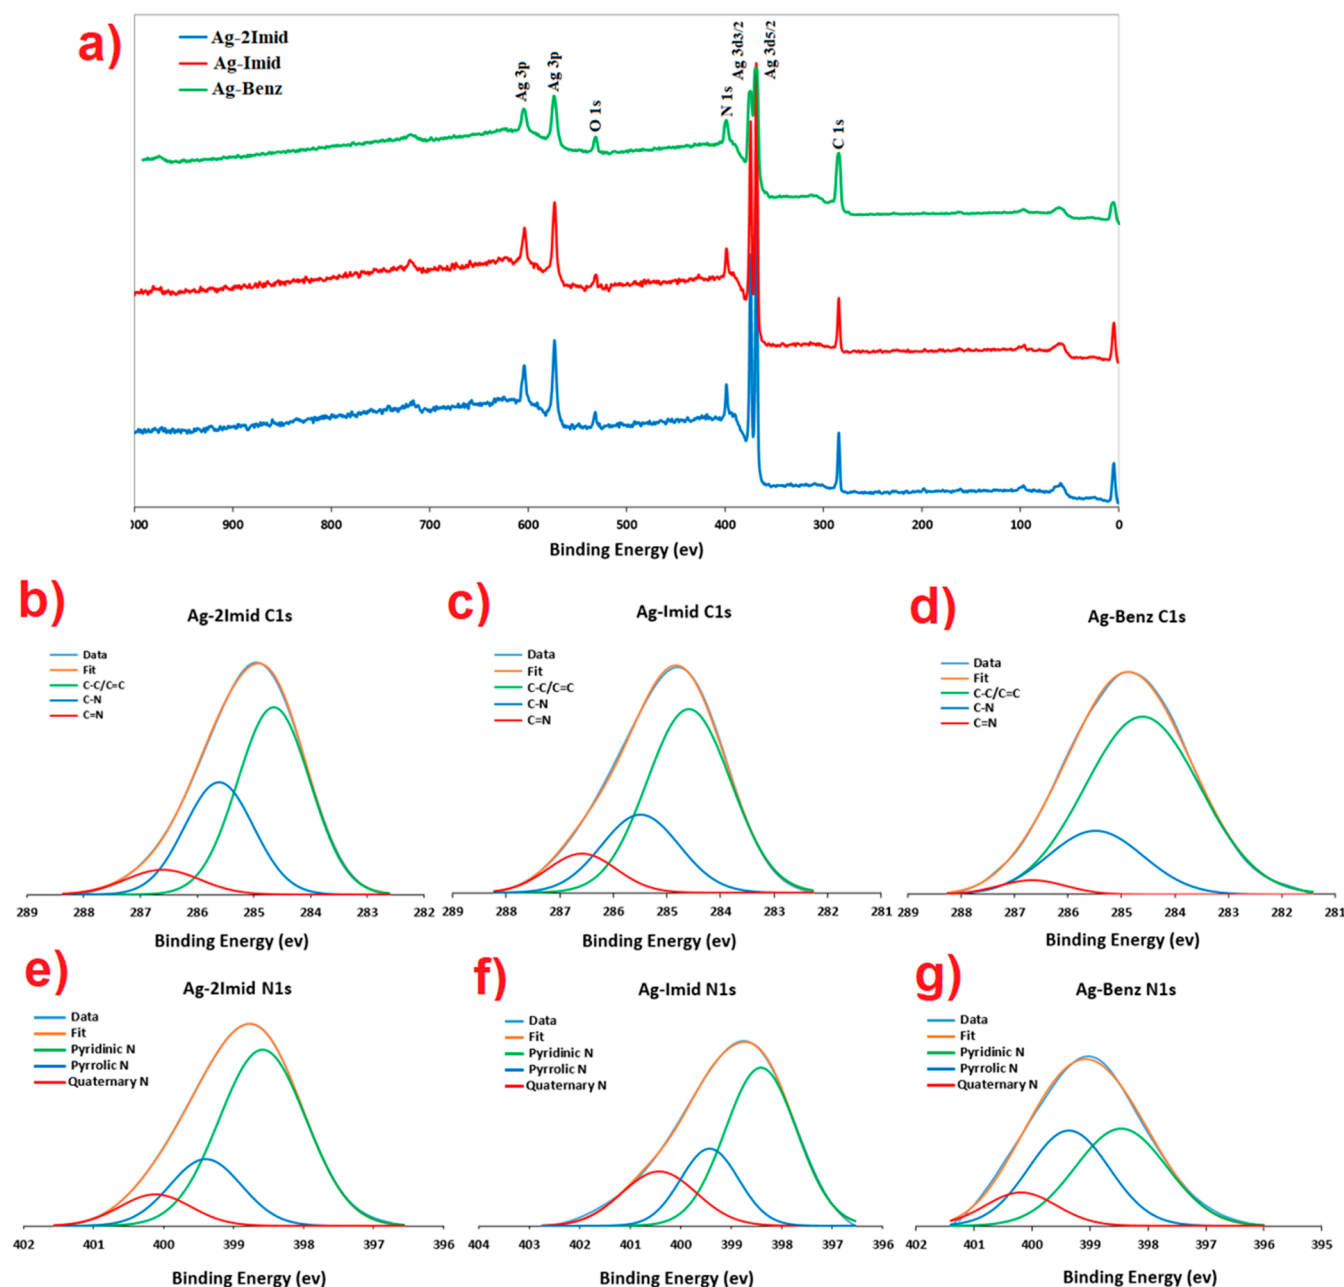 a)
Ag-2Imid
Ag-Imid
Ag-Benz
Ag 3p
Ag 3p
O 1s
N 1s
Ag 3d3/2
Ag 3d5/2
C 1s
000 900 800 700 600 500 400 300 200 100 0
Binding Energy (ev)
b)
Ag-2Imid C1s
Data
Fit
C-C/C=C
C-N
C=N
289 288 287 286 285 284 283 282
Binding Energy (ev)
c)
Ag-Imid C1s
Data
Fit
C-C/C=C
C-N
C=N
289 288 287 286 285 284 283 282 281
Binding Energy (ev)
d)
Ag-Benz C1s
Data
Fit
C-C/C=C
C-N
C=N
289 288 287 286 285 284 283 282 281
Binding Energy (ev)
e)
Ag-2Imid N1s
Data
Fit
Pyridinic N
Pyrrolic N
Quaternary N
402 401 400 399 398 397 396
Binding Energy (ev)
f)
Ag-Imid N1s
Data
Fit
Pyridinic N
Pyrrolic N
Quaternary N
404 403 402 401 400 399 398 397 396
Binding Energy (ev)
g)
Ag-Benz N1s
Data
Fit
Pyridinic N
Pyrrolic N
Quaternary N
402 401 400 399 398 397 396 395
Binding Energy (ev)